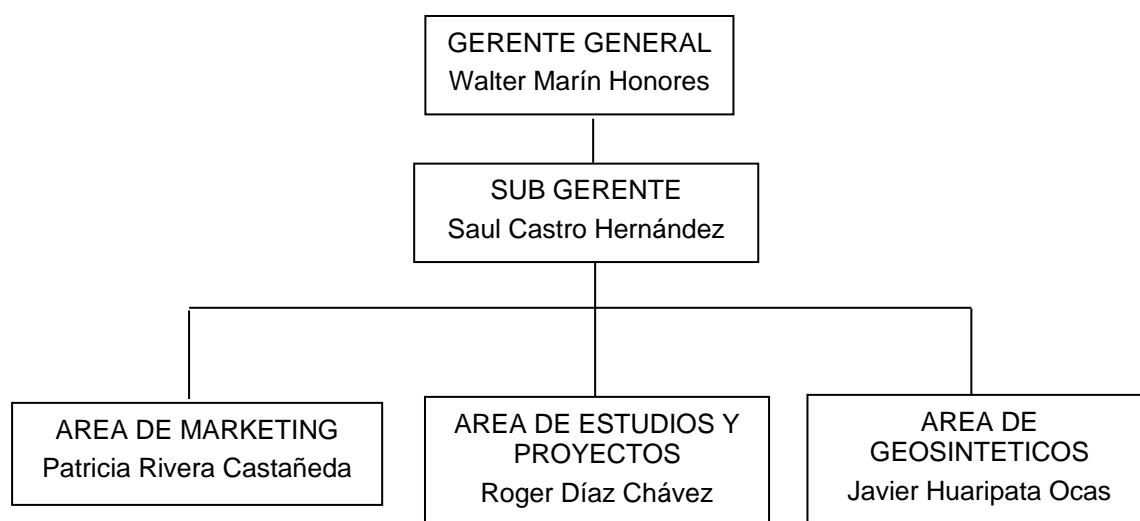 GERENTE GENERAL
Walter Marín Honores
SUB GERENTE
Saul Castro Hernández
AREA DE MARKETING
Patricia Rivera Castañeda
AREA DE ESTUDIOS Y
PROYECTOS
Roger Díaz Chávez
AREA DE
GEOSINTETICOS
Javier Huaripata Ocas